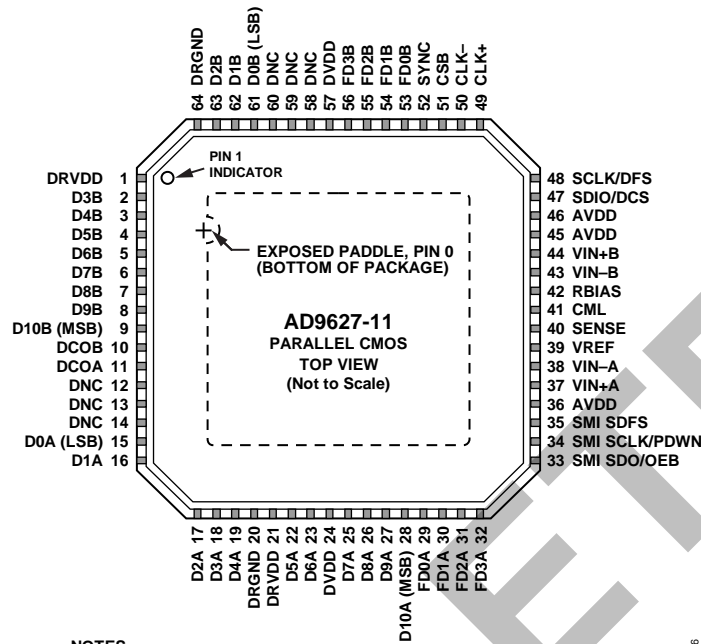 64 DRGND
63 D2B
62 D1B
61 D0B (LSB)
60 DNC
59 DNC
58 DNC
57 DVDD
56 FD3B
55 FD2B
54 FD1B
53 FD0B
52 SYNC
51 CSB
50 CLK–
49 CLK+
PIN 1
INDICATOR
DRVDD 1
D3B 2
D4B 3
D5B 4
D6B 5
D7B 6
D8B 7
D9B 8
D10B (MSB) 9
DCOB 10
DCOA 11
DNC 12
DNC 13
DNC 14
D0A (LSB) 15
D1A 16
EXPOSED PADDLE, PIN 0
(BOTTOM OF PACKAGE)
AD9627-11
PARALLEL CMOS
TOP VIEW
(Not to Scale)
48 SCLK/DFS
47 SDIO/DCS
46 AVDD
45 AVDD
44 VIN+B
43 VIN–B
42 RBIAS
41 CML
40 SENSE
39 VREF
38 VIN–A
37 VIN+A
36 AVDD
35 SMI SDFS
34 SMI SCLK/PDWN
33 SMI SDO/OEB
D2A 17
D3A 18
D4A 19
DRGND 20
DRVDD 21
D5A 22
D6A 23
DVDD 24
D7A 25
D8A 26
D9A 27
D10A (MSB) 28
FD0A 29
FD1A 30
FD2A 31
FD3A 32